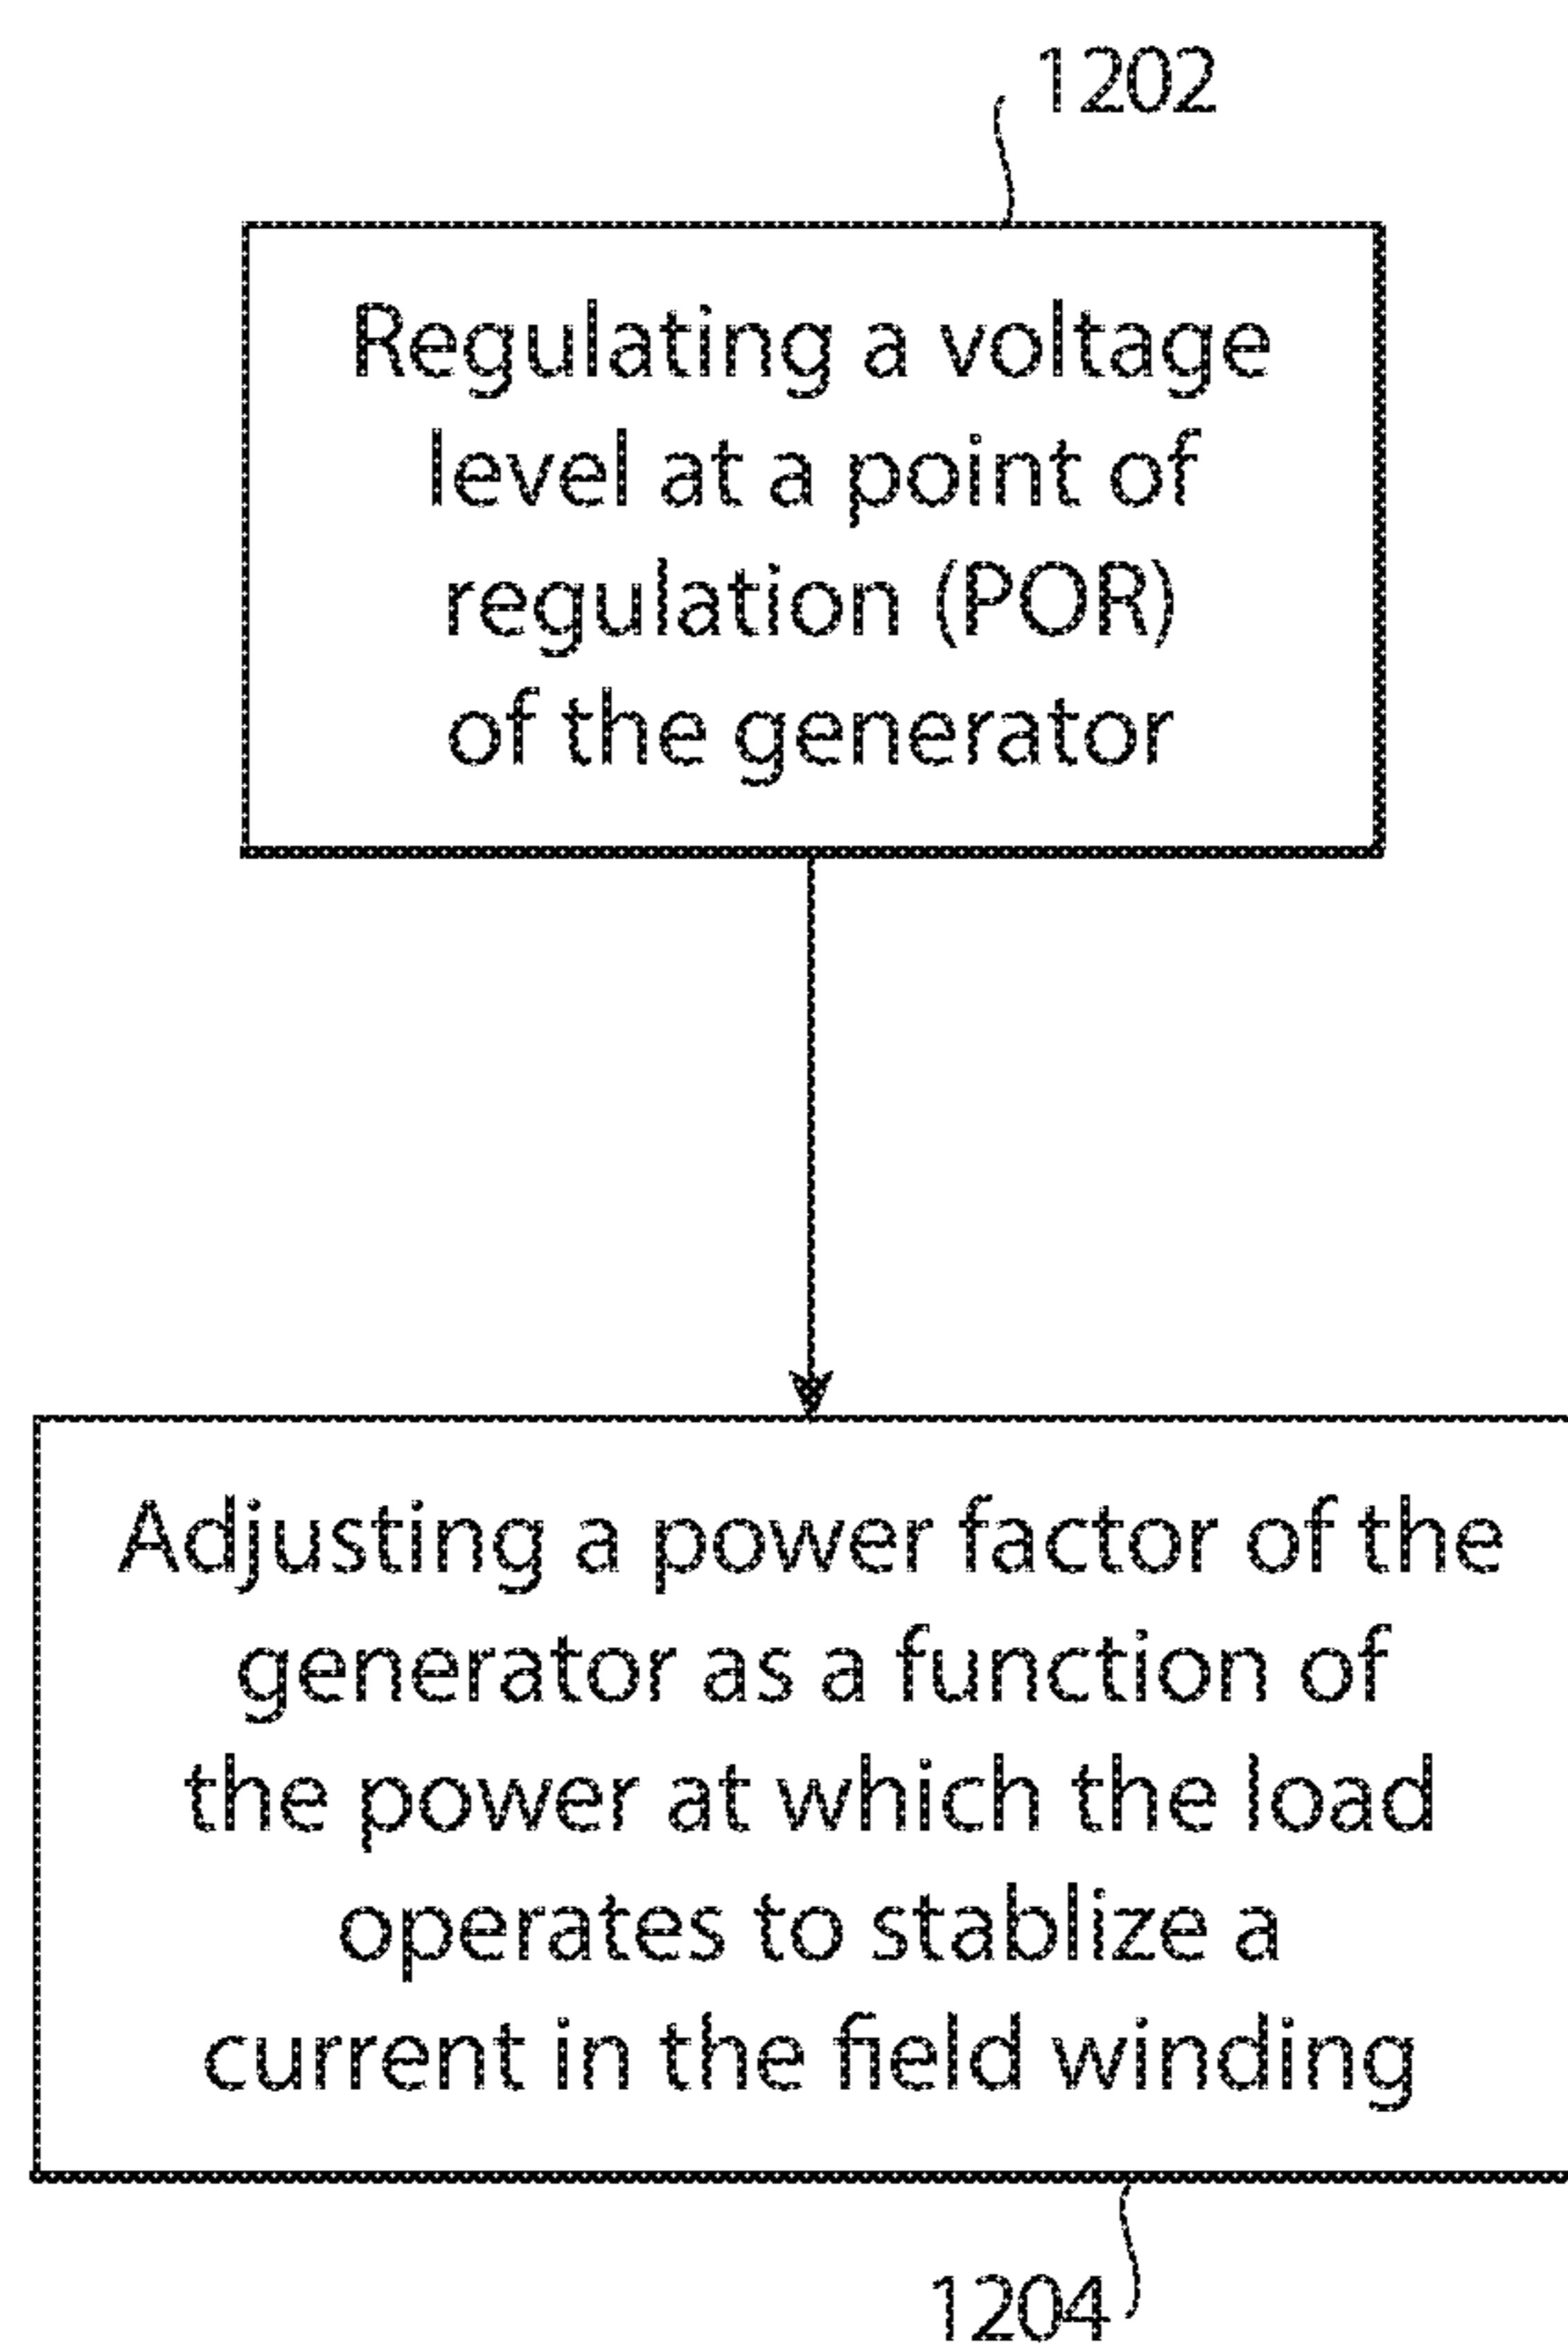 1202
Regulating a voltage
level at a point of
regulation (POR)
of the generator
Adjusting a power factor of the
generator as a function of
the power at which the load
operates to stablize a
current in the field winding
1204